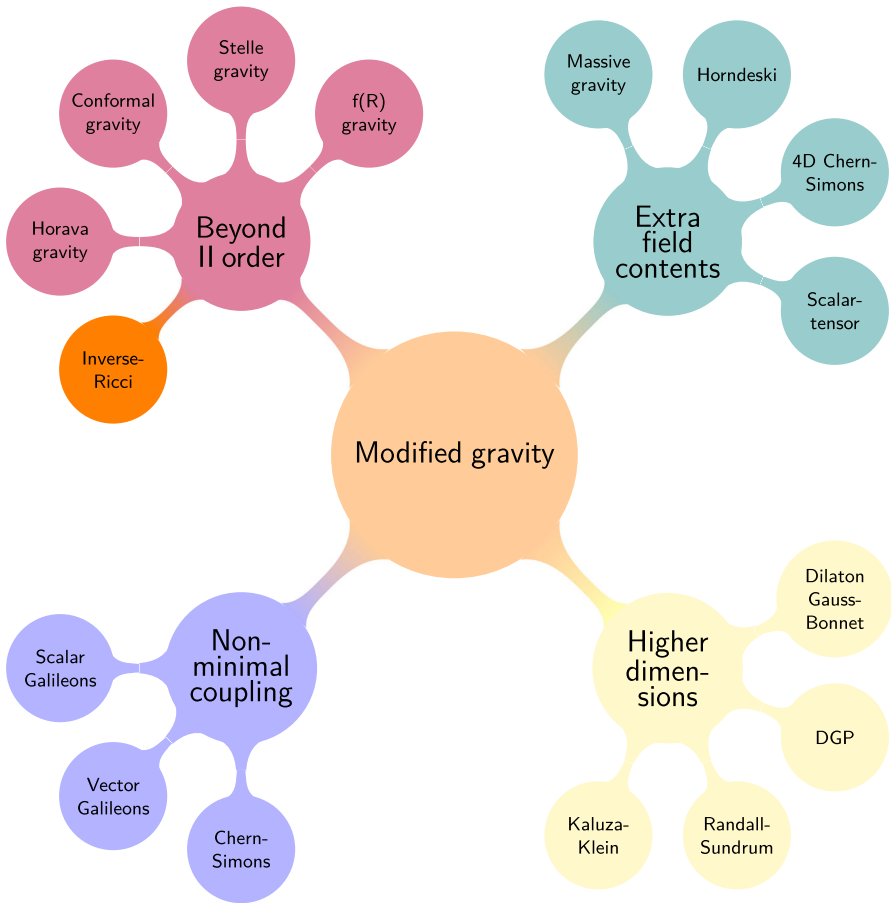 Stelle
gravity
Conformal
gravity
f(R)
gravity
Horava
gravity
Beyond
II order
Inverse-
Ricci
Massive
gravity
Horndeski
4D Chern-
Simons
Extra
field
contents
Scalar-
tensor
Modified gravity
Scalar
Galileons
Non-
minimal
coupling
Vector
Galileons
Chern-
Simons
Dilaton
Gauss-
Bonnet
Higher
dimen-
sions
DGP
Kaluza-
Klein
Randall-
Sundrum